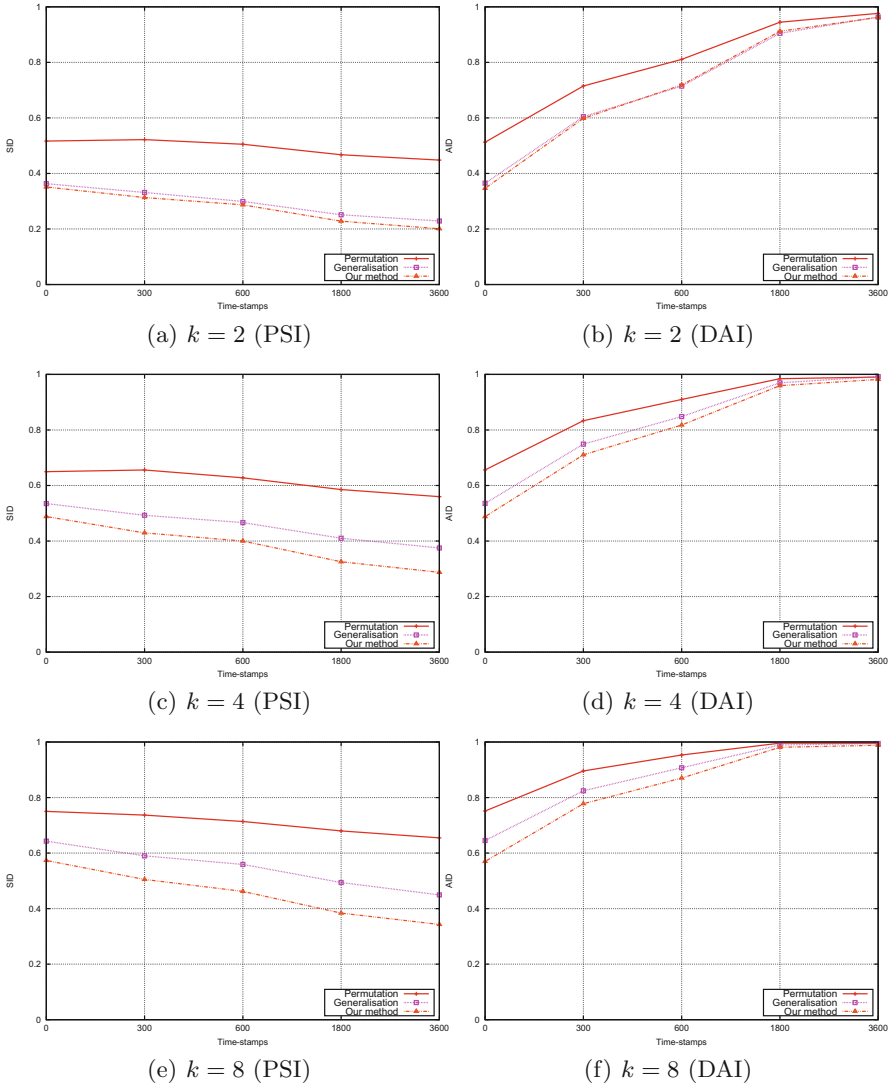 1
0.8
0.6
0.4
0.2
0
SID
Permutation
Generalisation
Our method
0 300 600 1800 3600
Time-stamps
(a) k = 2 (PSI)
1
0.8
0.6
0.4
0.2
0
AID
Permutation
Generalisation
Our method
0 300 600 1800 3600
Time-stamps
(b) k = 2 (DAI)
1
0.8
0.6
0.4
0.2
0
SID
Permutation
Generalisation
Our method
0 300 600 1800 3600
Time-stamps
(c) k = 4 (PSI)
1
0.8
0.6
0.4
0.2
0
AID
Permutation
Generalisation
Our method
0 300 600 1800 3600
Time-stamps
(d) k = 4 (DAI)
1
0.8
0.6
0.4
0.2
0
SID
Permutation
Generalisation
Our method
0 300 600 1800 3600
Time-stamps
(e) k = 8 (PSI)
1
0.8
0.6
0.4
0.2
0
AID
Permutation
Generalisation
Our method
0 300 600 1800 3600
Time-stamps
(f) k = 8 (DAI)